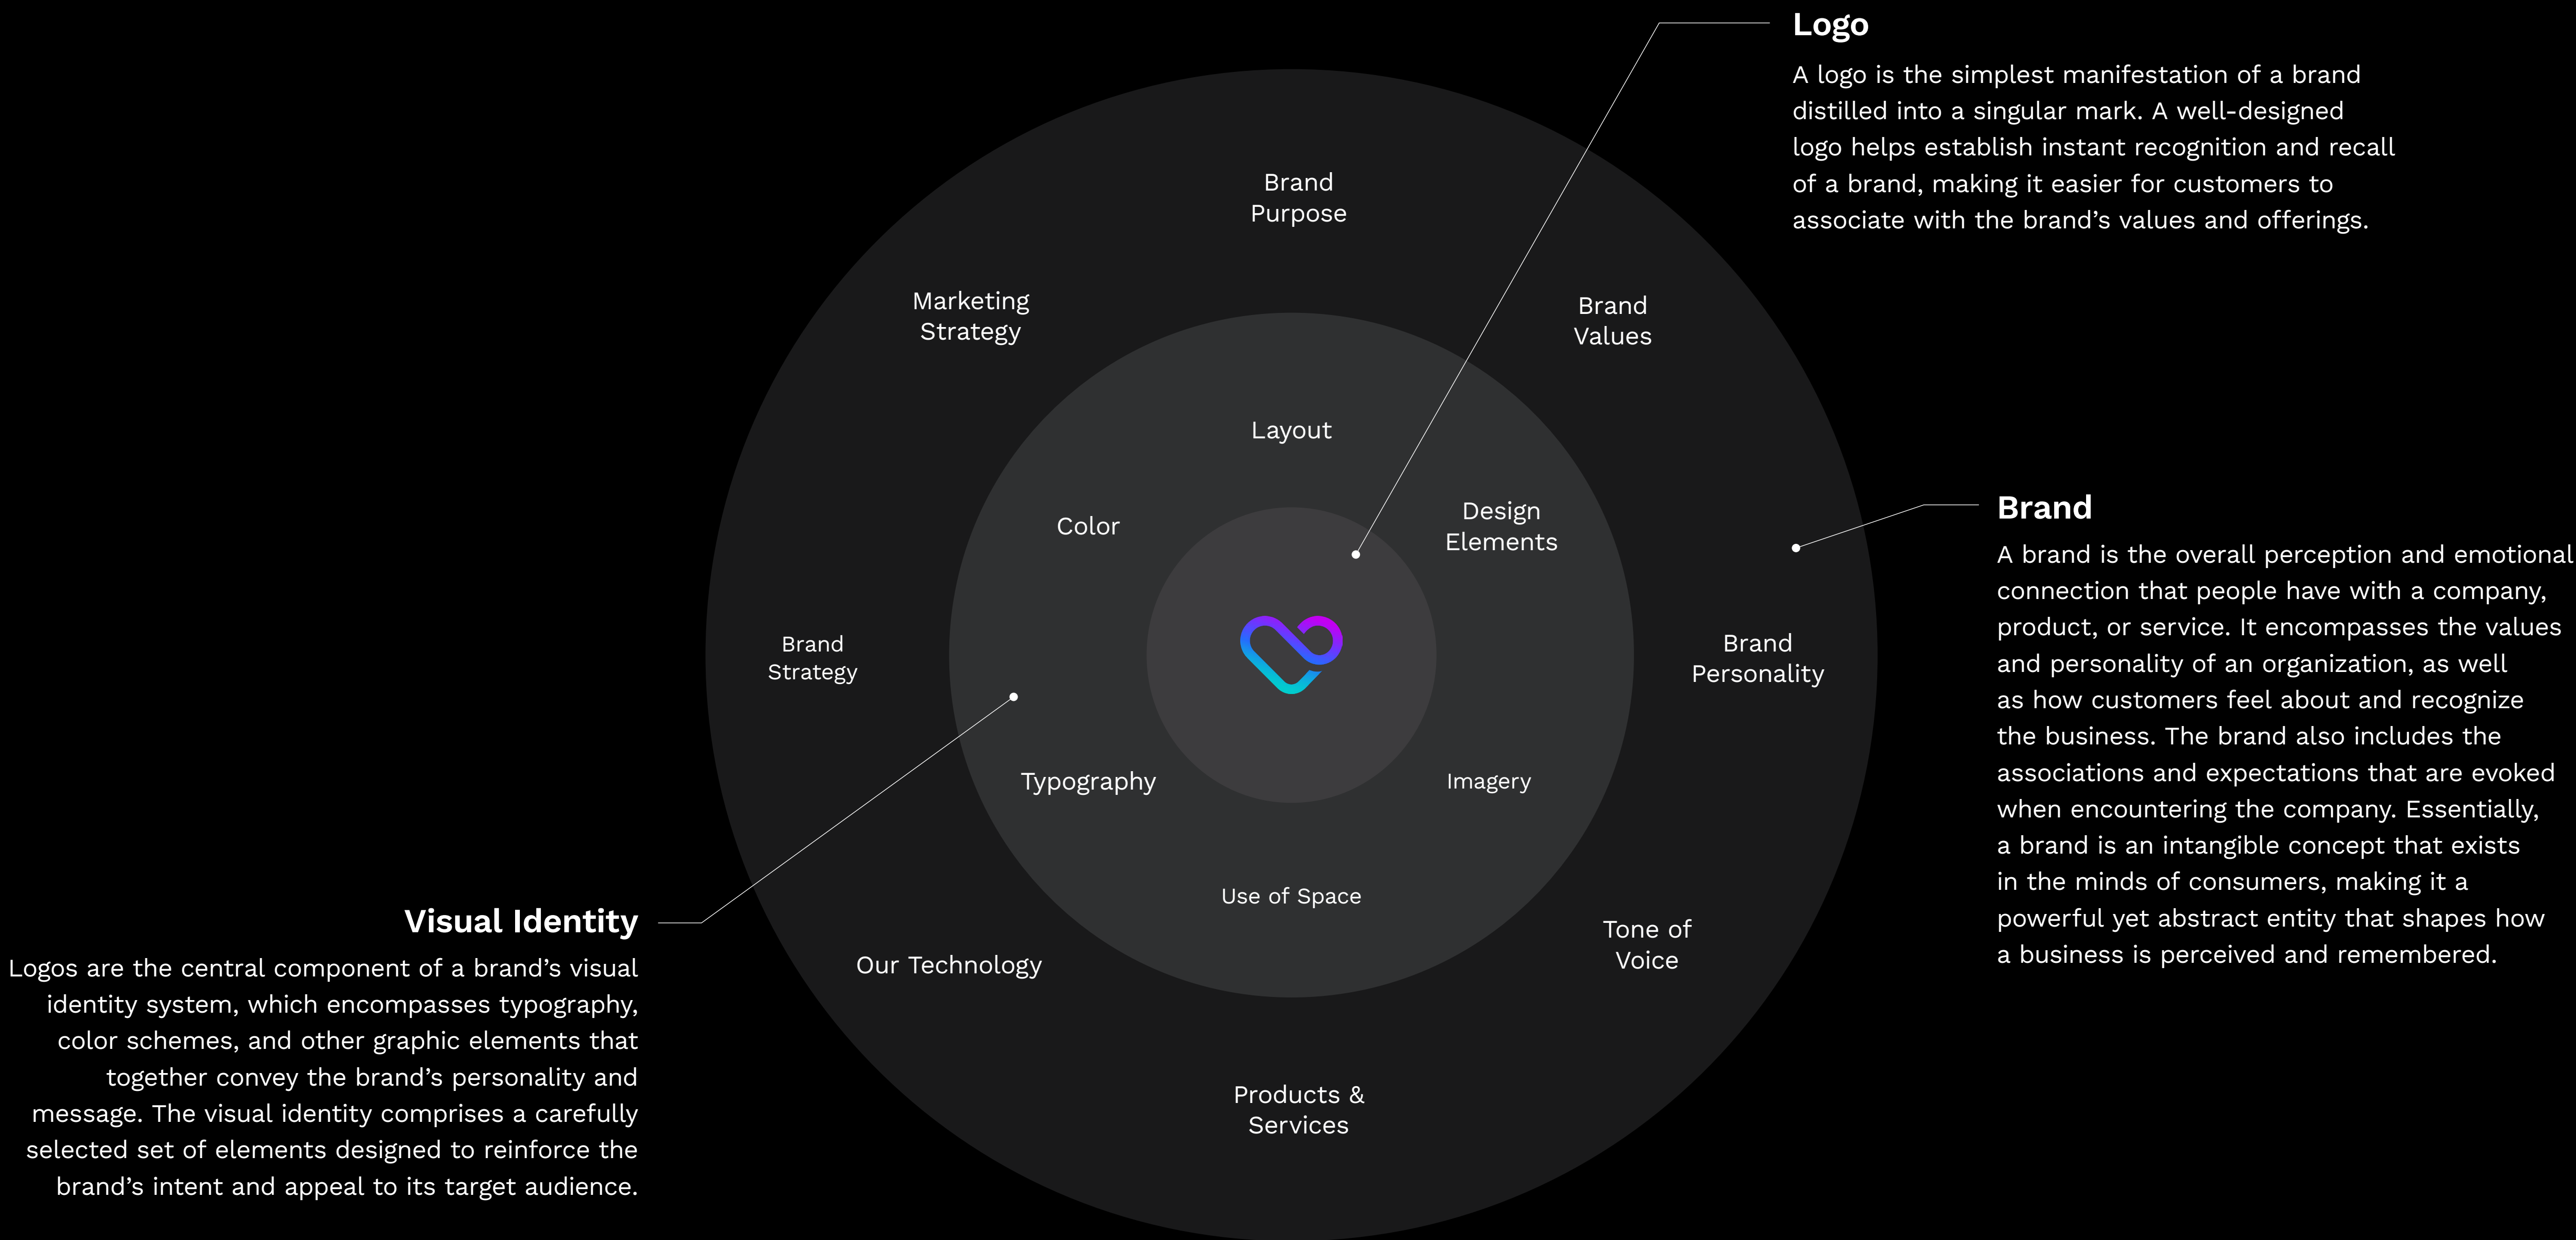 Logo
A logo is the simplest manifestation of a brand
distilled into a singular mark. A well-designed
logo helps establish instant recognition and recall
of a brand, making it easier for customers to
associate with the brand’s values and offerings.
Brand
Purpose
Marketing
Strategy
Brand
Values
Layout
Color
Design
Elements
Brand
Strategy
Brand
Personality
Typography
Imagery
Use of Space
Our Technology
Tone of
Voice
Products &
Services
Brand
A brand is the overall perception and emotional
connection that people have with a company,
product, or service. It encompasses the values
and personality of an organization, as well
as how customers feel about and recognize
the business. The brand also includes the
associations and expectations that are evoked
when encountering the company. Essentially,
a brand is an intangible concept that exists
in the minds of consumers, making it a
powerful yet abstract entity that shapes how
a business is perceived and remembered.
Visual Identity
Logos are the central component of a brand’s visual
identity system, which encompasses typography,
color schemes, and other graphic elements that
together convey the brand’s personality and
message. The visual identity comprises a carefully
selected set of elements designed to reinforce the
brand’s intent and appeal to its target audience.